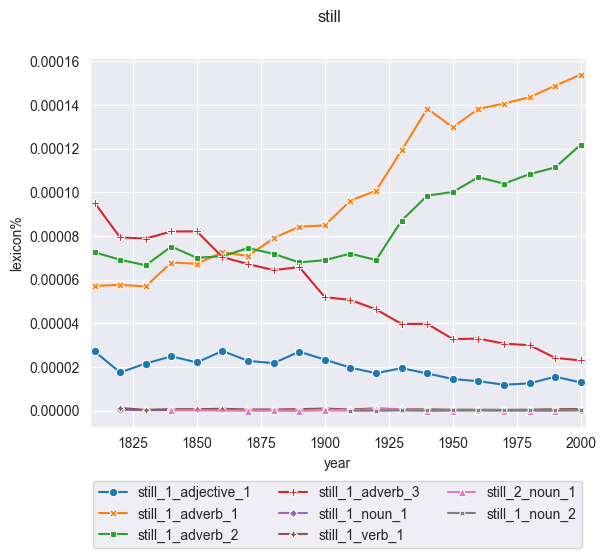 still
0.00016
0.00014
0.00012
0.00010
0.00008
0.00006
0.00004
0.00002
0.00000
lexicon%
1825 1850 1875 1900 1925 1950 1975 2000
year
still_1_adjective_1 still_1_adverb_3 still_2_noun_1
still_1_adverb_1 still_1_noun_1 still_1_noun_2
still_1_adverb_2 still_1_verb_1